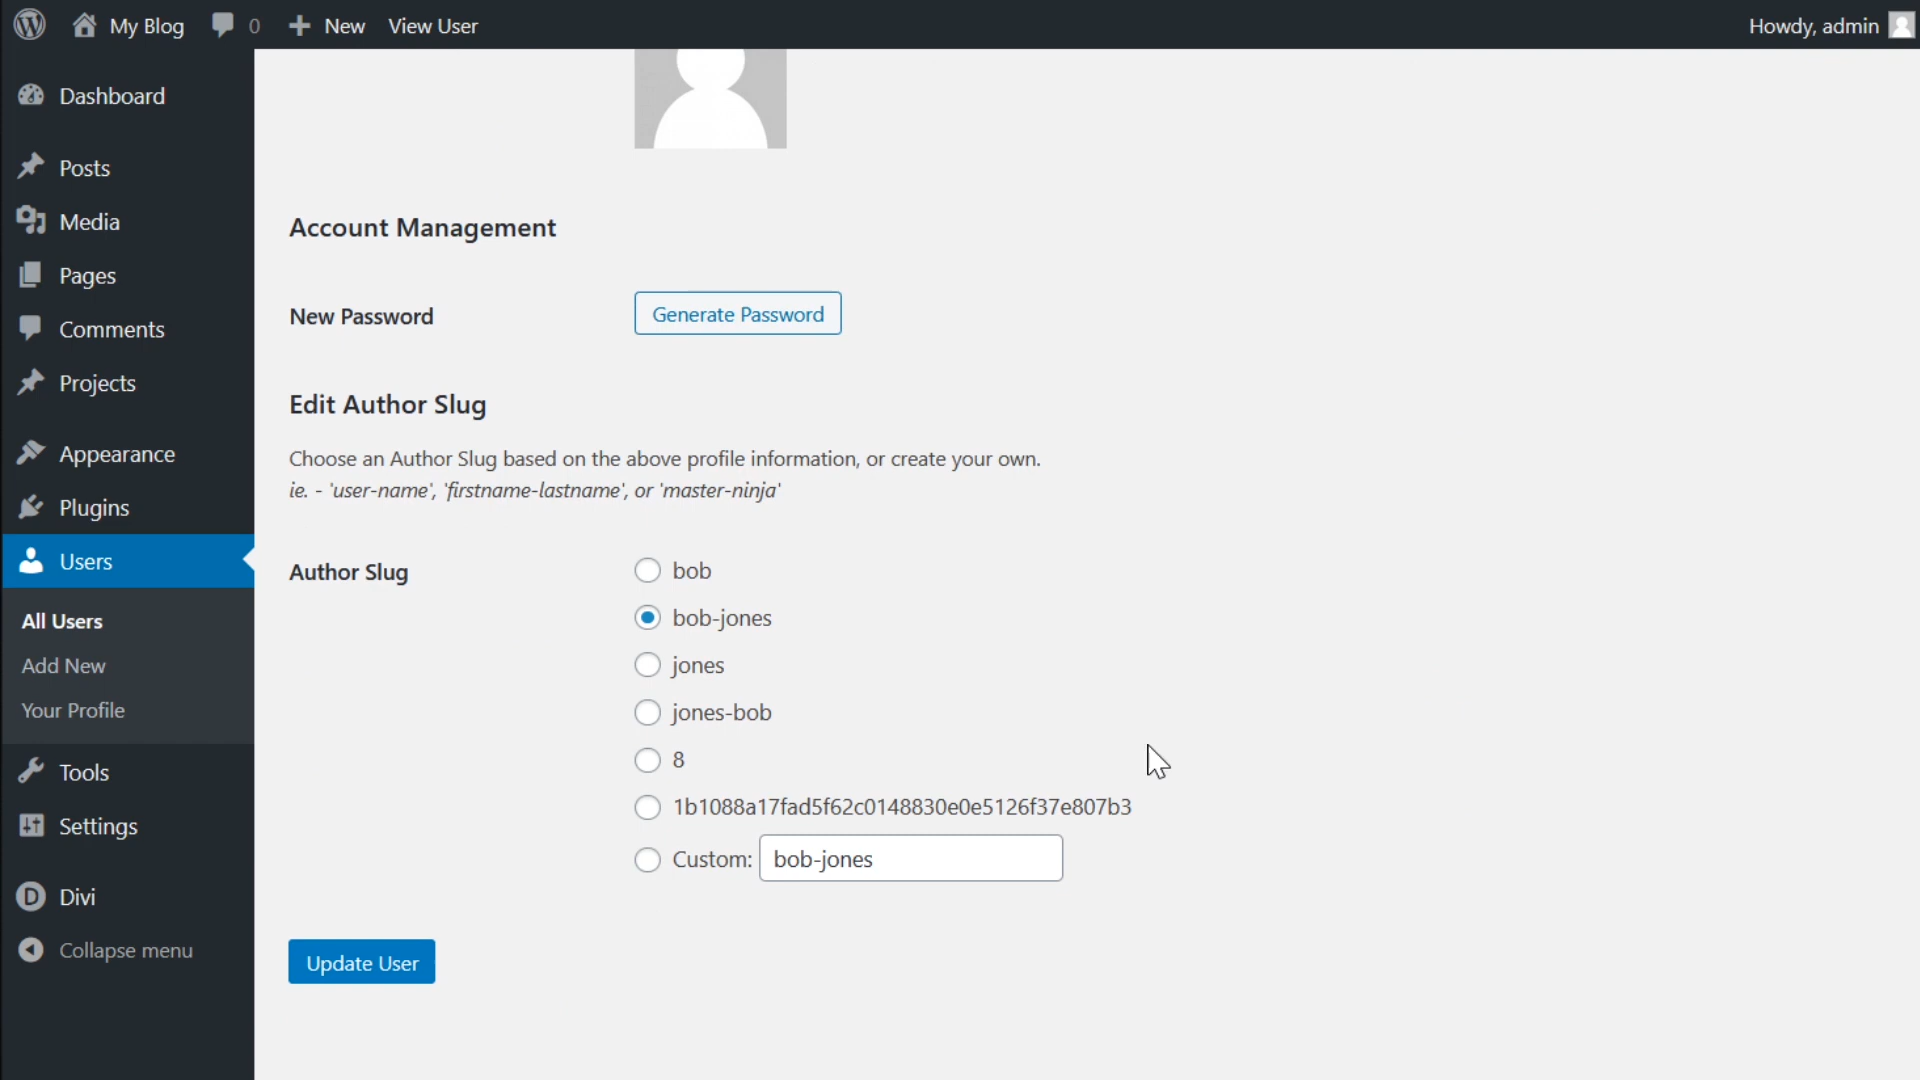 My Blog
0
New
View User
Howdy, admin
Dashboard
Posts
Media
Pages
Comments
Projects
Appearance
Plugins
Users
All Users
Add New
Your Profile
Tools
Settings
Divi
Collapse menu
Account Management
New Password
Generate Password
Edit Author Slug
Choose an Author Slug based on the above profile information, or create your own.
ie. - 'user-name', 'firstname-lastname', or 'master-ninja'
Author Slug
bob
bob-jones
jones
jones-bob
8
1b1088a17fad5f62c0148830e0e5126f37e807b3
Custom: bob-jones
Update User